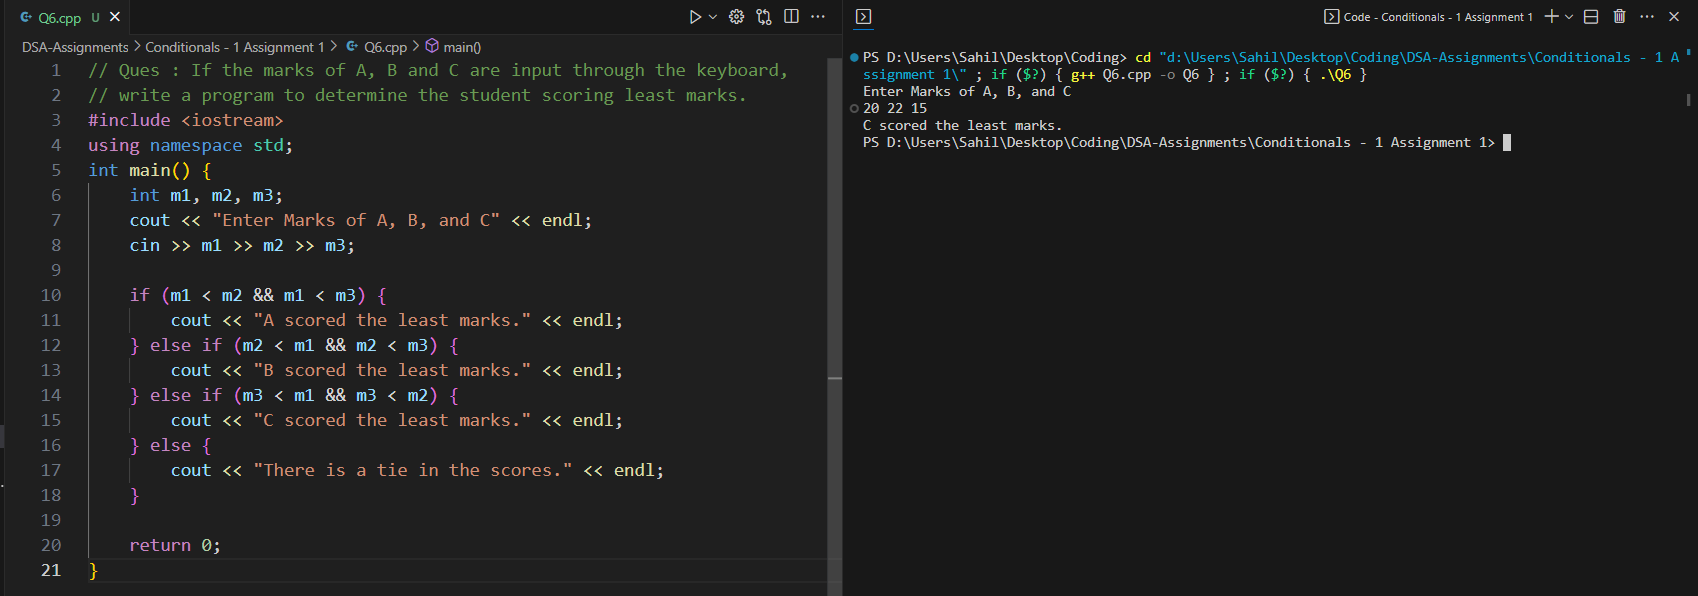 Q6.cpp U
DSA-Assignments > Conditionals - 1 Assignment 1 > Q6.cpp > main()
1 // Ques : If the marks of A, B and C are input through the keyboard,
2 // write a program to determine the student scoring least marks.
3 #include <iostream>
4 using namespace std;
5 int main() {
6     int m1, m2, m3;
7     cout << "Enter Marks of A, B, and C" << endl;
8     cin >> m1 >> m2 >> m3;
9
10     if (m1 < m2 && m1 < m3) {
11         cout << "A scored the least marks." << endl;
12     } else if (m2 < m1 && m2 < m3) {
13         cout << "B scored the least marks." << endl;
14     } else if (m3 < m1 && m3 < m2) {
15         cout << "C scored the least marks." << endl;
16     } else {
17         cout << "There is a tie in the scores." << endl;
18     }
19
20     return 0;
21 }
Code - Conditionals - 1 Assignment 1
PS D:\Users\Sahil\Desktop\Coding> cd "d:\Users\Sahil\Desktop\Coding\DSA-Assignments\Conditionals - 1 A
ssignment 1\" ; if ($?) { g++ Q6.cpp -o Q6 } ; if ($?) { .\Q6 }
Enter Marks of A, B, and C
20 22 15
C scored the least marks.
PS D:\Users\Sahil\Desktop\Coding\DSA-Assignments\Conditionals - 1 Assignment 1>